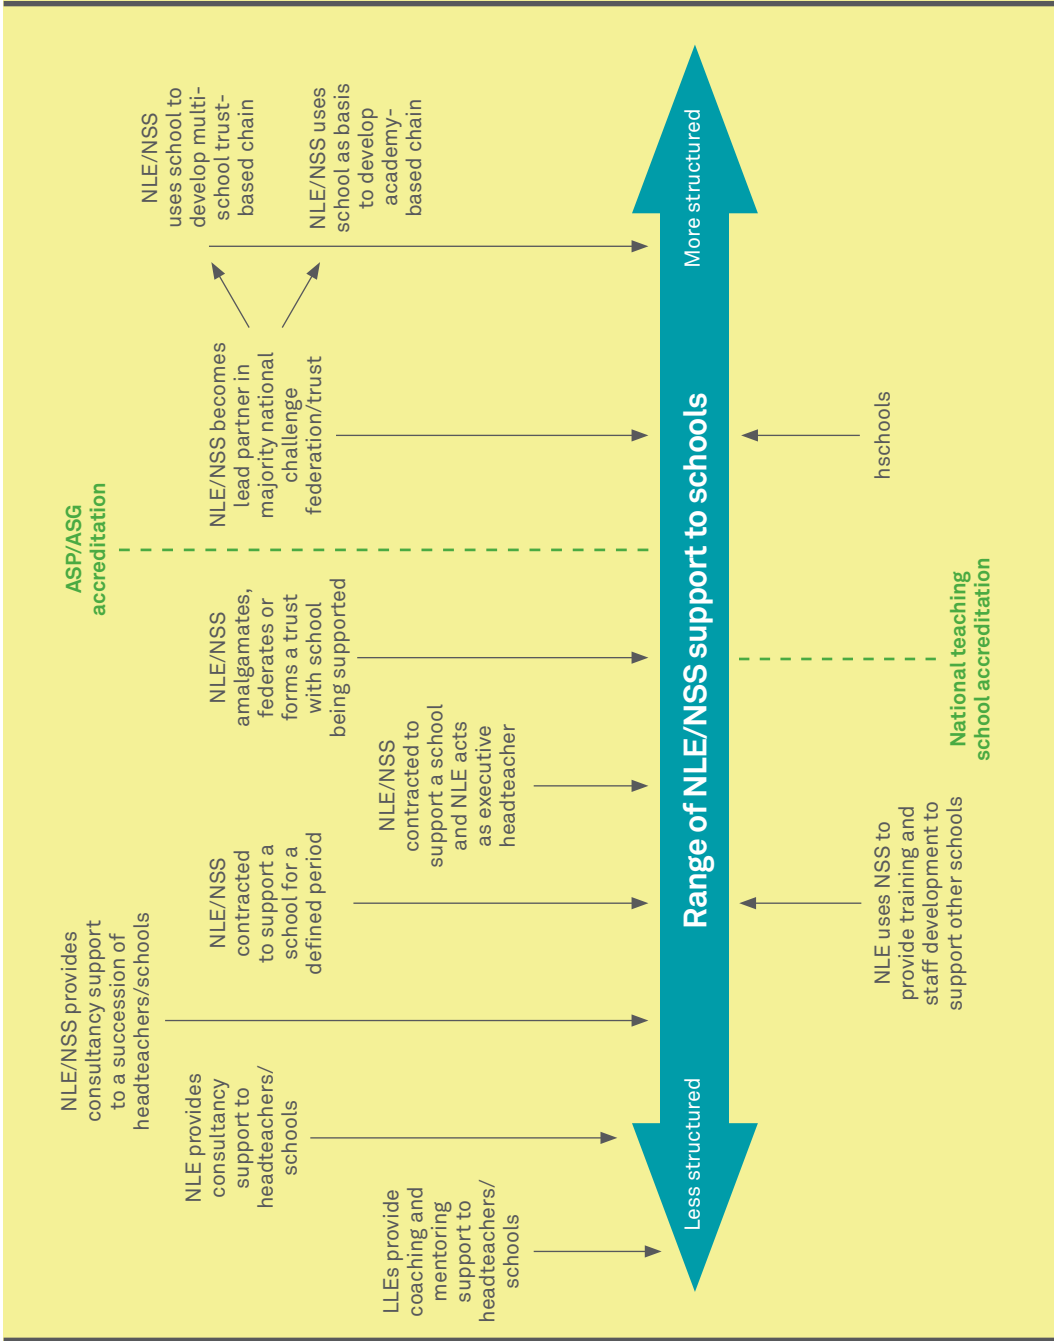 NLE/NSS provides
consultancy support
to a succession of
headteachers/schools
ASP/ASG
accreditation
NLE/NSS
uses school to
develop multi-
school trust-
based chain
NLE provides
consultancy
support to
headteachers/
schools
NLE/NSS
contracted
to support a
school for a
defined period
NLE/NSS
amalgamates,
federates or
forms a trust
with school
being supported
NLE/NSS becomes
lead partner in
majority national
challenge
federation/trust
NLE/NSS uses
school as basis
to develop
academy-
based chain
LLEs provide
coaching and
mentoring
support to
headteachers/
schools
NLE/NSS
contracted to
support a school
and NLE acts
as executive
headteacher
Less structured
Range of NLE/NSS support to schools
More structured
NLE uses NSS to
provide training and
staff development to
support other schools
National teaching
school accreditation
hschools